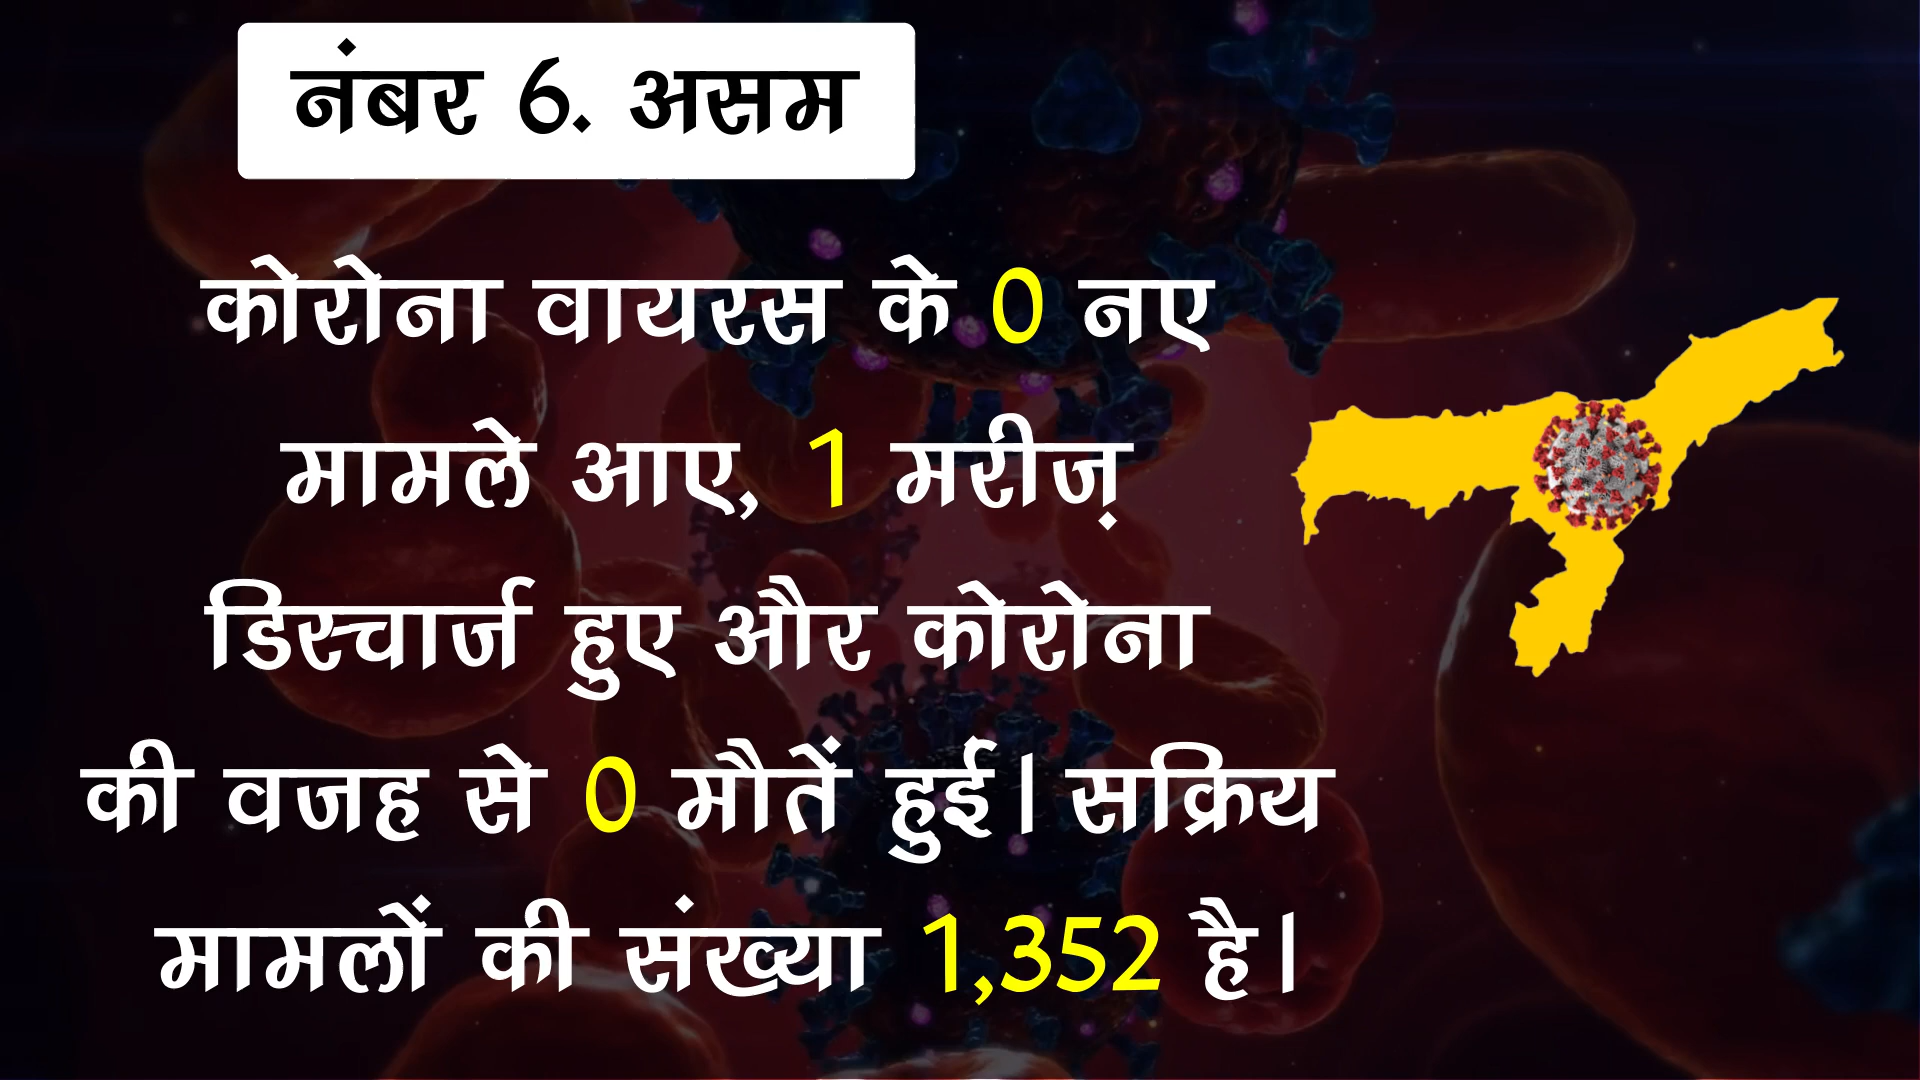 नंबर 6. असम
कोरोना वायरस के 0 नए
मामले आए, 1 मरीज़
डिस्चार्ज हुए और कोरोना
की वजह से 0 मौतें हुई। सक्रिय
मामलों की संख्या 1,352 है।